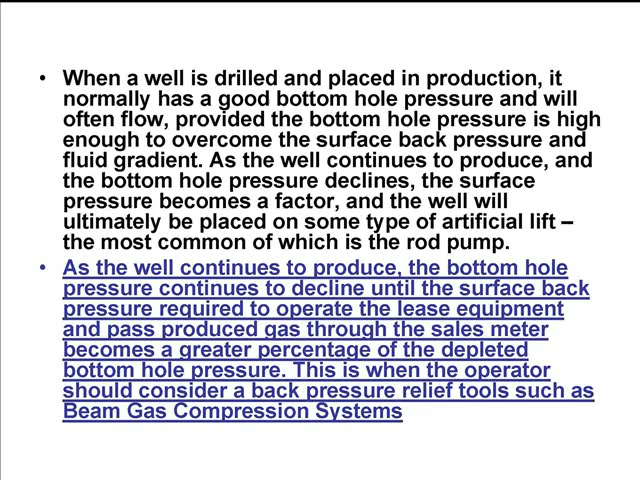 • When a well is drilled and placed in production, it
normally has a good bottom hole pressure and will
often flow, provided the bottom hole pressure is high
enough to overcome the surface back pressure and
fluid gradient. As the well continues to produce, and
the bottom hole pressure declines, the surface
pressure becomes a factor, and the well will
ultimately be placed on some type of artificial lift –
the most common of which is the rod pump.
• As the well continues to produce, the bottom hole
pressure continues to decline until the surface back
pressure required to operate the lease equipment
and pass produced gas through the sales meter
becomes a greater percentage of the depleted
bottom hole pressure. This is when the operator
should consider a back pressure relief tools such as
Beam Gas Compression Systems